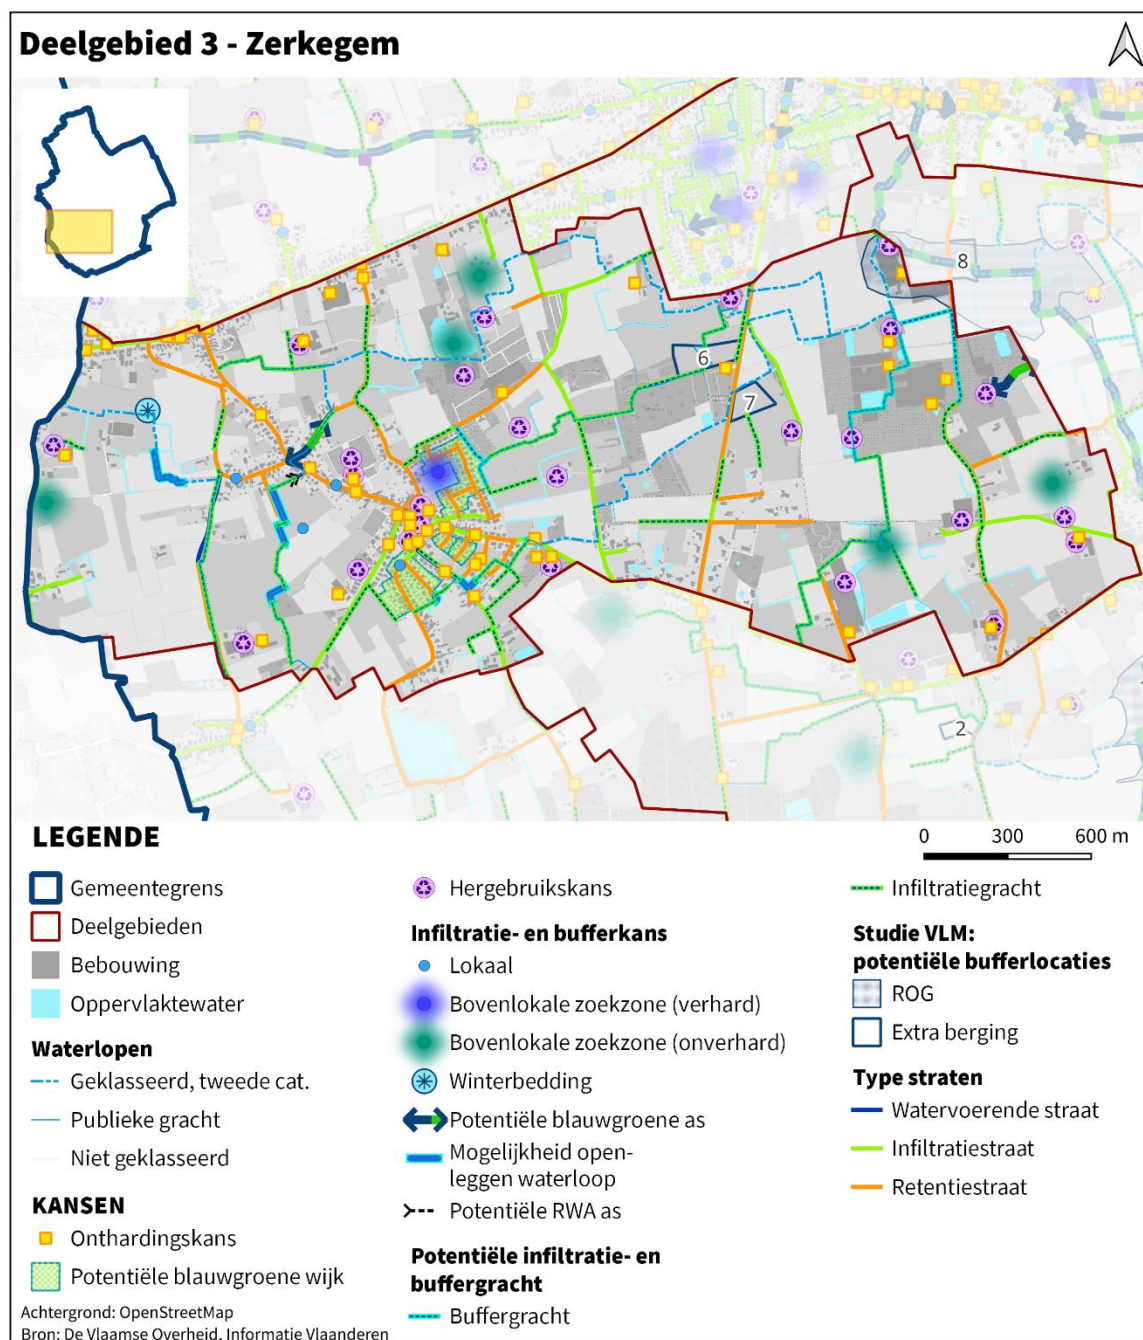 Deelgebied 3 - Zerkegem
8
6
7
2
LEGENDE
0 300 600 m
Gemeentegrens
Deelgebieden
Bebouwing
Oppervlaktewater
Waterlopen
Geklasseerd, tweede cat.
Publieke gracht
Niet geklasseerd
KANSEN
Onthardingskans
Potentiële blauwgroene wijk
Hergebruikskans
Infiltratie- en bufferkans
Lokaal
Bovenlokale zoekzone (verhard)
Bovenlokale zoekzone (onverhard)
Winterbedding
Potentiële blauwgroene as
Mogelijkheid open-
leggen waterloop
Potentiële RWA as
Potentiële infiltratie- en
buffergracht
Buffergracht
Infiltratiegracht
Studie VLM:
potentiële bufferlocaties
ROG
Extra berging
Type straten
Watervoerende straat
Infiltratiestraat
Retentiestraat
Achtergrond: OpenStreetMap
Bron: De Vlaamse Overheid, Informatie Vlaanderen